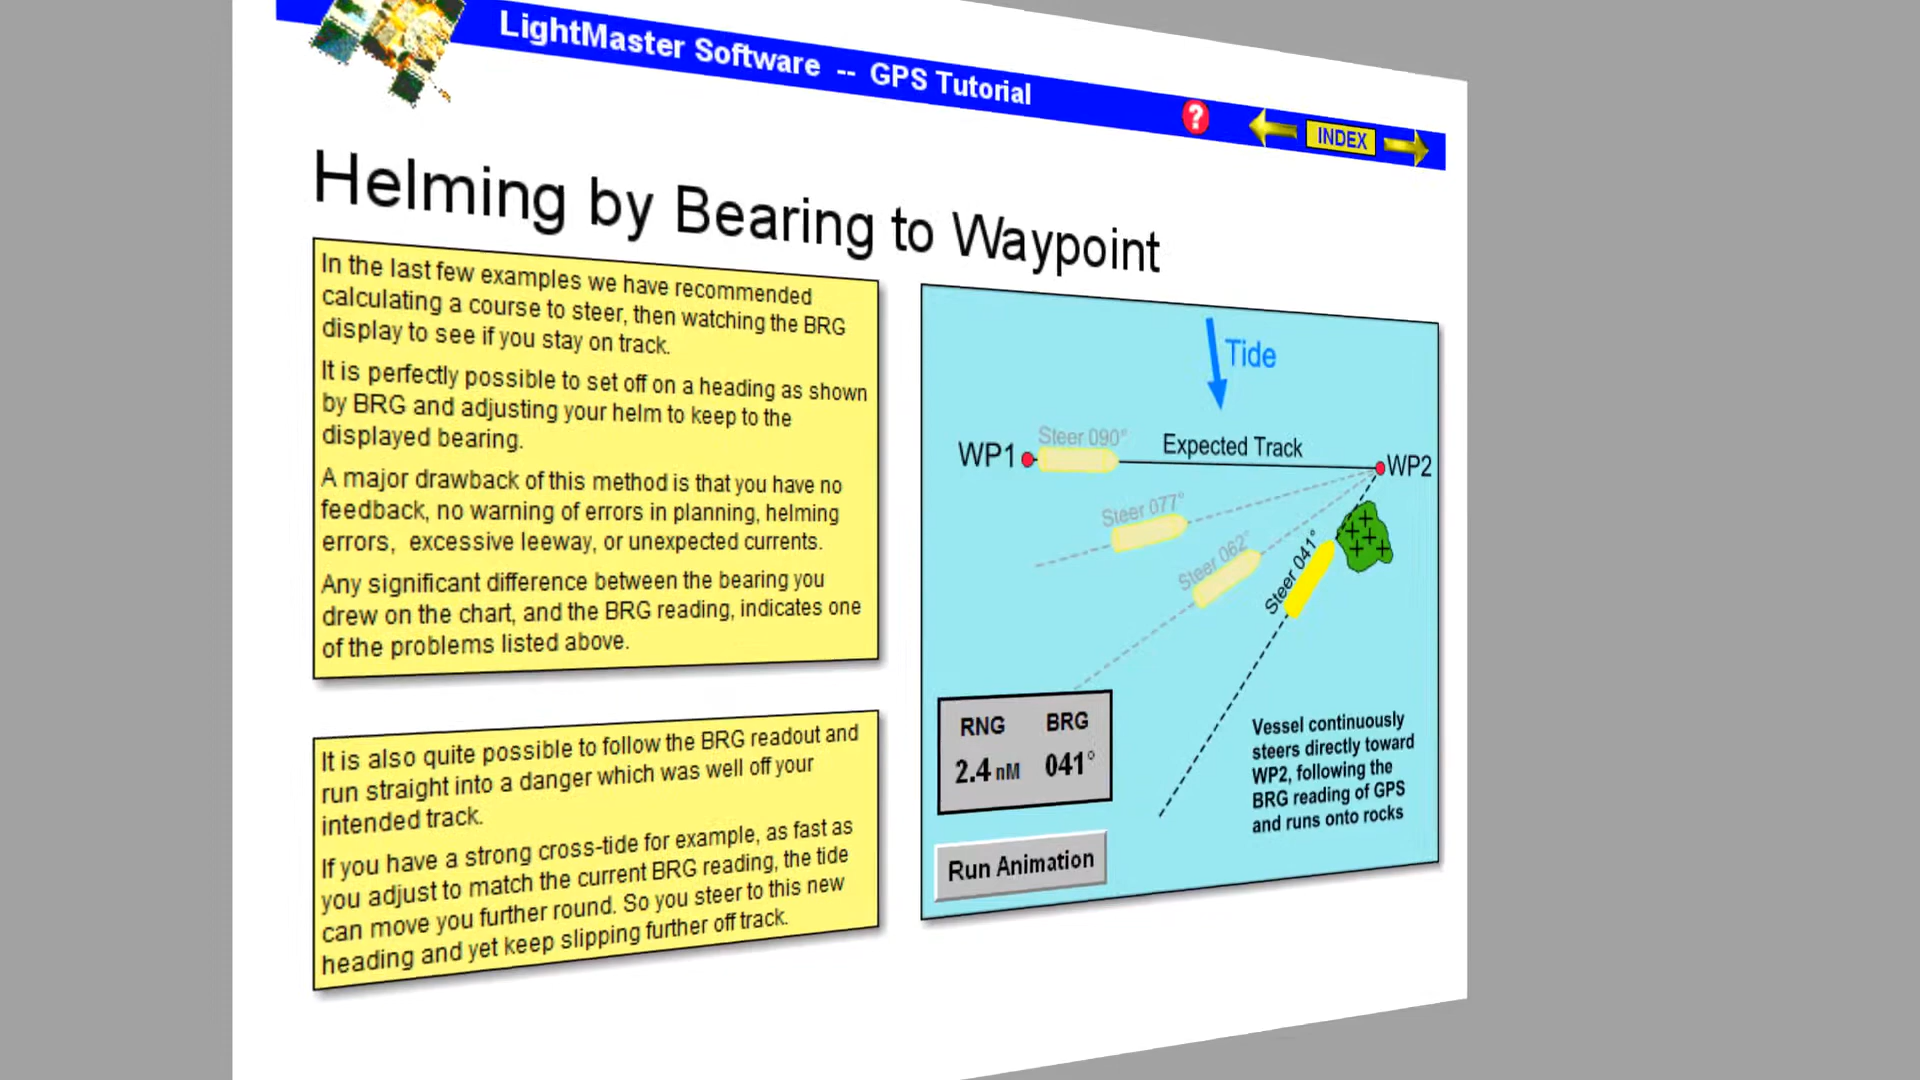 LightMaster Software -- GPS Tutorial
?
INDEX
Helming by Bearing to Waypoint
In the last few examples we have recommended
calculating a course to steer, then watching the BRG
display to see if you stay on track.
It is perfectly possible to set off on a heading as shown
by BRG and adjusting your helm to keep to the
displayed bearing.
A major drawback of this method is that you have no
feedback, no warning of errors in planning, helming
errors, excessive leeway, or unexpected currents.
Any significant difference between the bearing you
drew on the chart, and the BRG reading, indicates one
of the problems listed above.
It is also quite possible to follow the BRG readout and
run straight into a danger which was well off your
intended track.
If you have a strong cross-tide for example, as fast as
you adjust to match the current BRG reading, the tide
can move you further round. So you steer to this new
heading and yet keep slipping further off track.
Tide
Steer 090°
WP1
Expected Track
WP2
Steer 077°
Steer 062°
Steer 041°
RNG BRG
2.4 nM 041°
Vessel continuously
steers directly toward
WP2, following the
BRG reading of GPS
and runs onto rocks
Run Animation